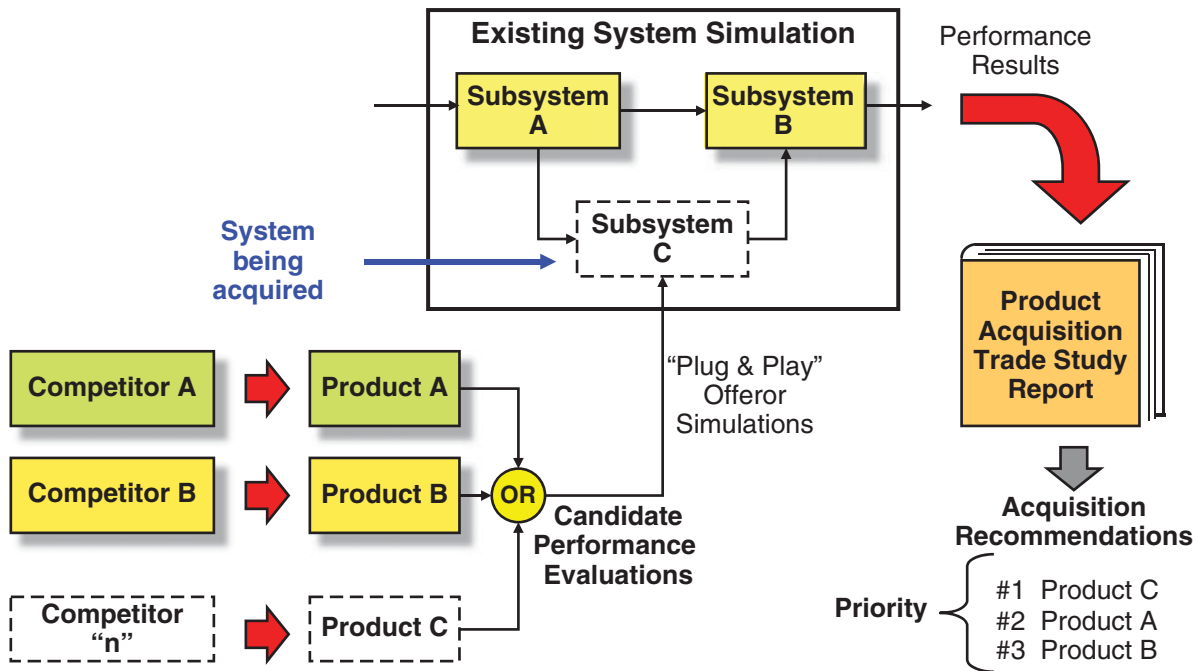 Existing System Simulation
Subsystem
A
Subsystem
B
Subsystem
C
Performance
Results
System
being
acquired
Product
Acquisition
Trade Study
Report
Competitor A
Product A
“Plug & Play”
Offeror
Simulations
Competitor B
Product B
OR
Candidate
Performance
Evaluations
Competitor
“n”
Product C
Acquisition
Recommendations
Priority
#1 Product C
#2 Product A
#3 Product B